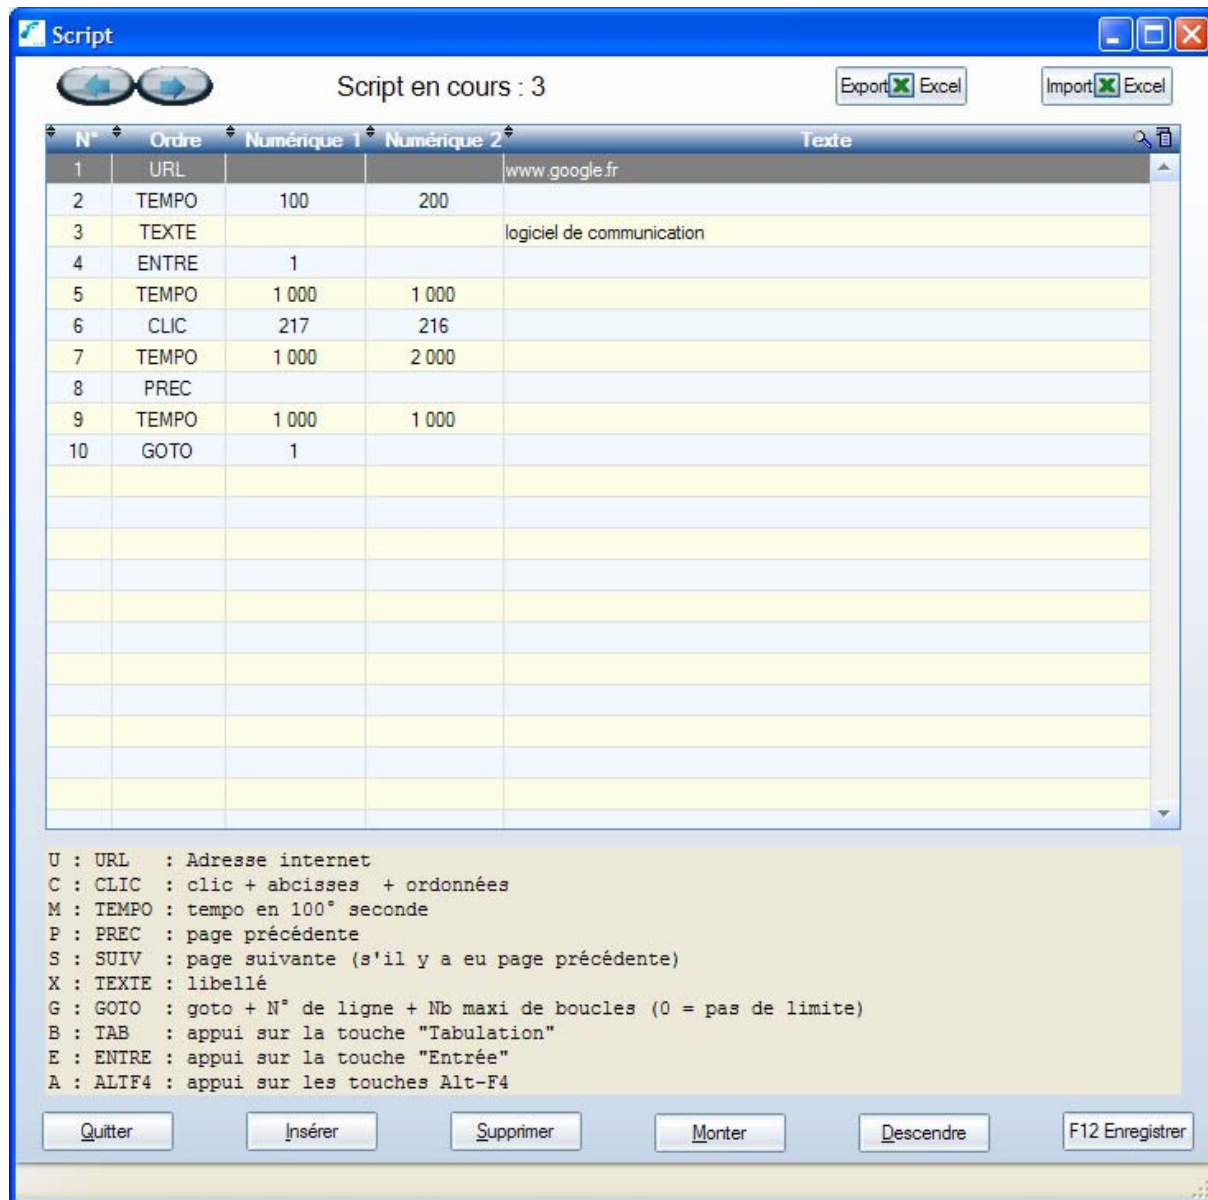 Script
Script en cours : 3
Export Excel
Import Excel
N° Ordre Numérique 1 Numérique 2 Texte
1 URL www.google.fr
2 TEMPO 100 200
3 TEXTE logiciel de communication
4 ENTRE 1
5 TEMPO 1 000 1 000
6 CLIC 217 216
7 TEMPO 1 000 2 000
8 PREC
9 TEMPO 1 000 1 000
10 GOTO 1
U : URL : Adresse internet
C : CLIC : clic + abcisses + ordonnées
M : TEMPO : tempo en 100° seconde
P : PREC : page précédente
S : SUIV : page suivante (s'il y a eu page précédente)
X : TEXTE : libellé
G : GOTO : goto + N° de ligne + Nb maxi de boucles (0 = pas de limite)
B : TAB : appui sur la touche "Tabulation"
E : ENTRE : appui sur la touche "Entrée"
A : ALTF4 : appui sur les touches Alt-F4
Quitter Insérer Supprimer Monter Descendre F12 Enregistrer